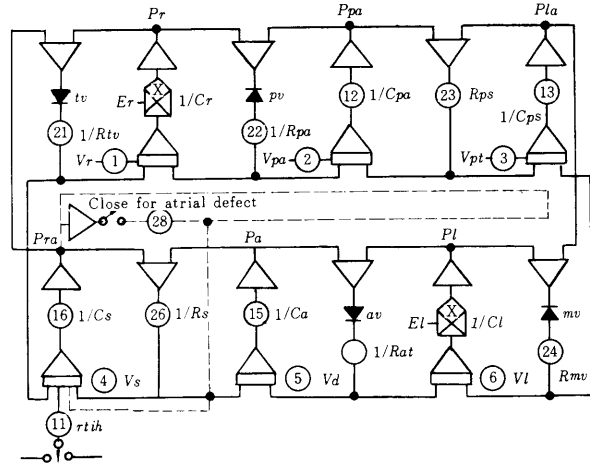 Pr Ppa Pla
tv Er X 1/Cr pv 12 1/Cpa 23 Rps 13
21 1/Rtv 22 1/Rpa 1/Cps
Vr 1 Vpa 2 Vpt 3
Close for atrial defect
28
Pra Pa Pl
16 1/Cs 26 1/Rs 15 1/Ca av El X 1/Cl mv
1/Rat 24
4 Vs 5 Vd 6 Vl Rmv
11 rtih